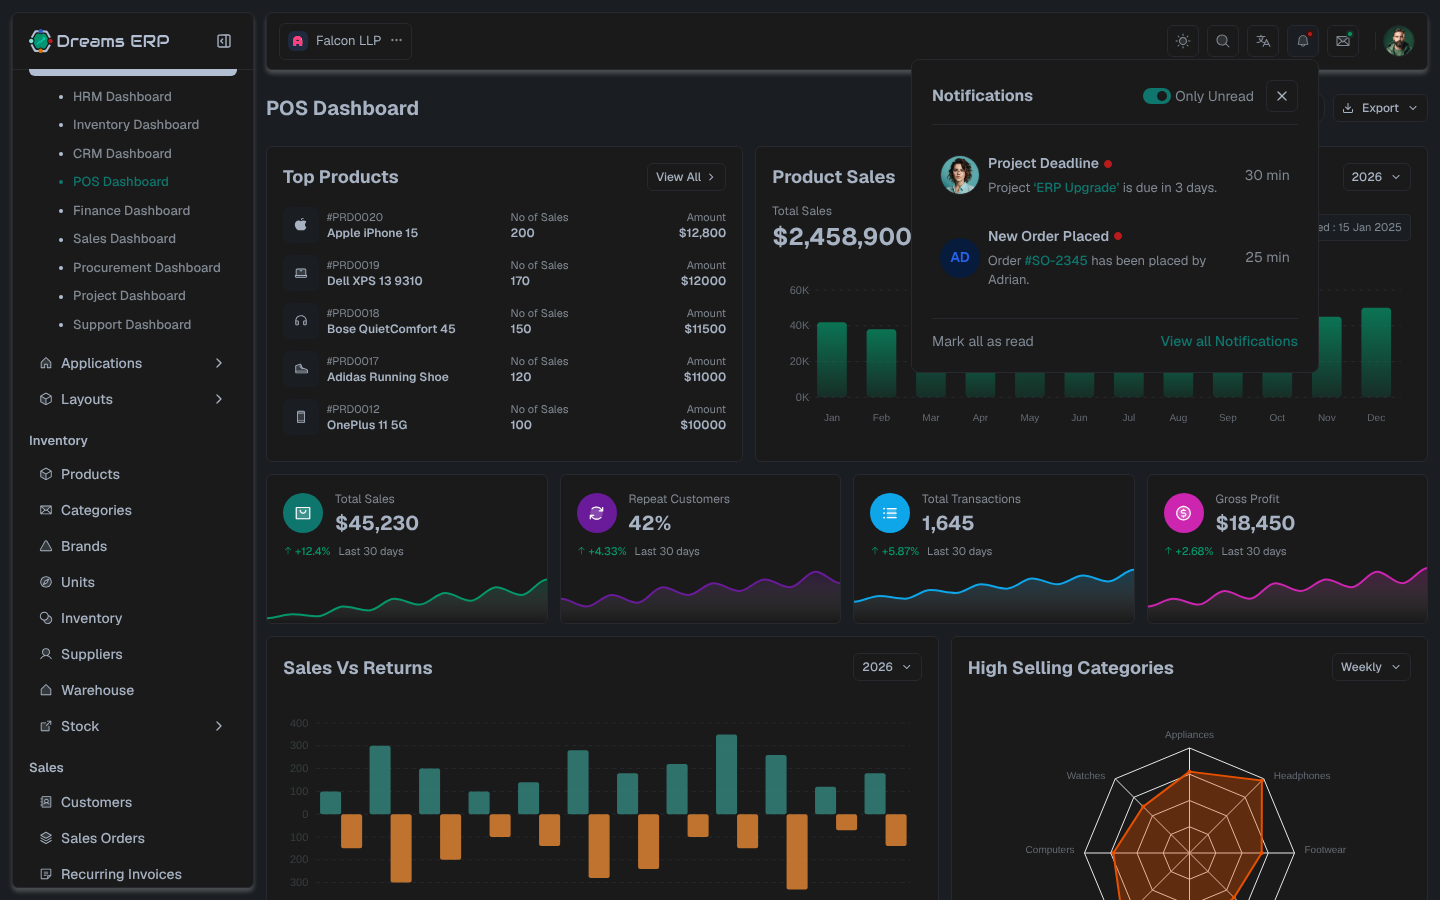 Dreams ERP
HRM Dashboard
Inventory Dashboard
CRM Dashboard
POS Dashboard
Finance Dashboard
Sales Dashboard
Procurement Dashboard
Project Dashboard
Support Dashboard
Applications
Layouts
Inventory
Products
Categories
Brands
Units
Inventory
Suppliers
Warehouse
Stock
Sales
Customers
Sales Orders
Recurring Invoices
Falcon LLP
POS Dashboard
Export
Notifications
Only Unread
Project Deadline
Project 'ERP Upgrade' is due in 3 days.
30 min
AD
New Order Placed
Order #SO-2345 has been placed by
Adrian.
25 min
Mark all as read
View all Notifications
Top Products
View All
#PRD0020
Apple iPhone 15
No of Sales
200
Amount
$12,800
#PRD0019
Dell XPS 13 9310
No of Sales
170
Amount
$12000
#PRD0018
Bose QuietComfort 45
No of Sales
150
Amount
$11500
#PRD0017
Adidas Running Shoe
No of Sales
120
Amount
$11000
#PRD0012
OnePlus 11 5G
No of Sales
100
Amount
$10000
Product Sales
2026
Total Sales
$2,458,900
: 15 Jan 2025
60K
40K
20K
0K
Jan Feb Mar Apr May Jun Jul Aug Sep Oct Nov Dec
Total Sales
$45,230
+12.4% Last 30 days
Repeat Customers
42%
+4.33% Last 30 days
Total Transactions
1,645
+5.87% Last 30 days
Gross Profit
$18,450
+2.68% Last 30 days
Sales Vs Returns
2026
400
300
200
100
0
100
200
300
High Selling Categories
Weekly
Appliances
Headphones
Footwear
Computers
Watches